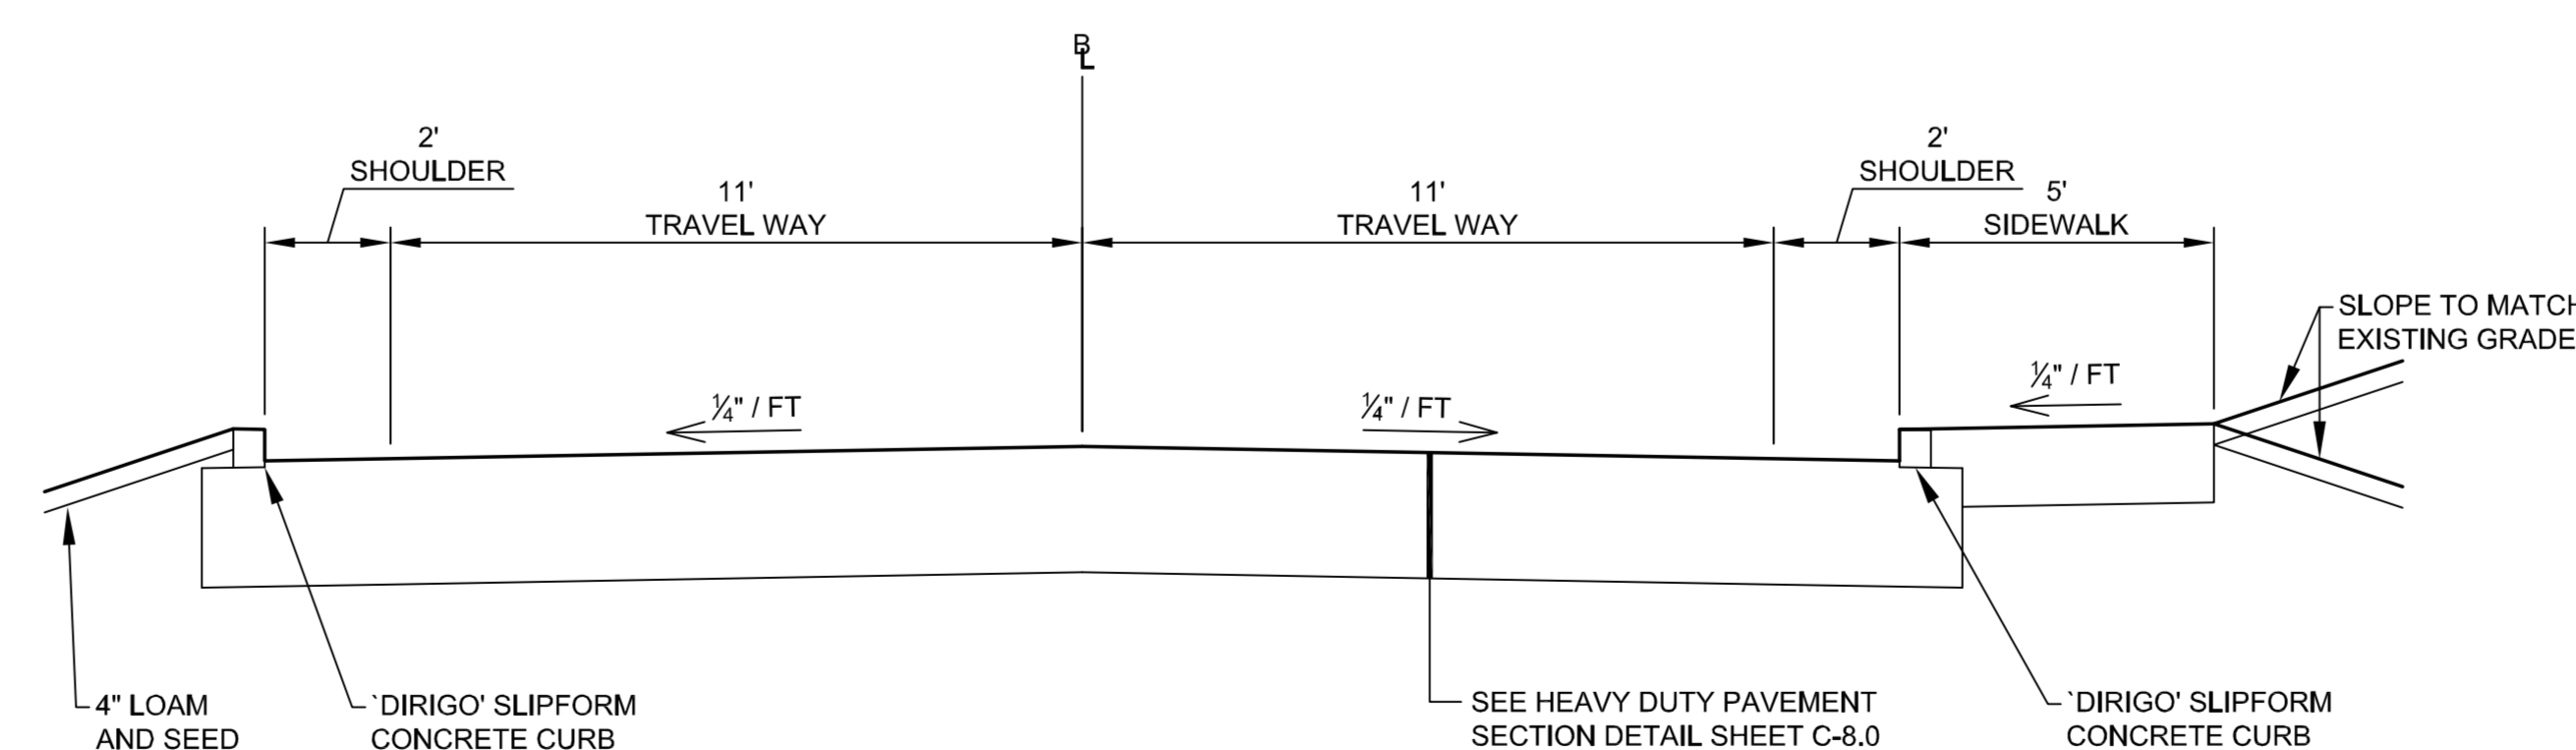 BL
2'
SHOULDER
2'
SHOULDER
11'
TRAVEL WAY
11'
TRAVEL WAY
5'
SIDEWALK
SLOPE TO MATCH
EXISTING GRADE
¼" / FT
¼" / FT
¼" / FT
4" LOAM
AND SEED
`DIRIGO' SLIPFORM
CONCRETE CURB
SEE HEAVY DUTY PAVEMENT
SECTION DETAIL SHEET C-8.0
`DIRIGO' SLIPFORM
CONCRETE CURB